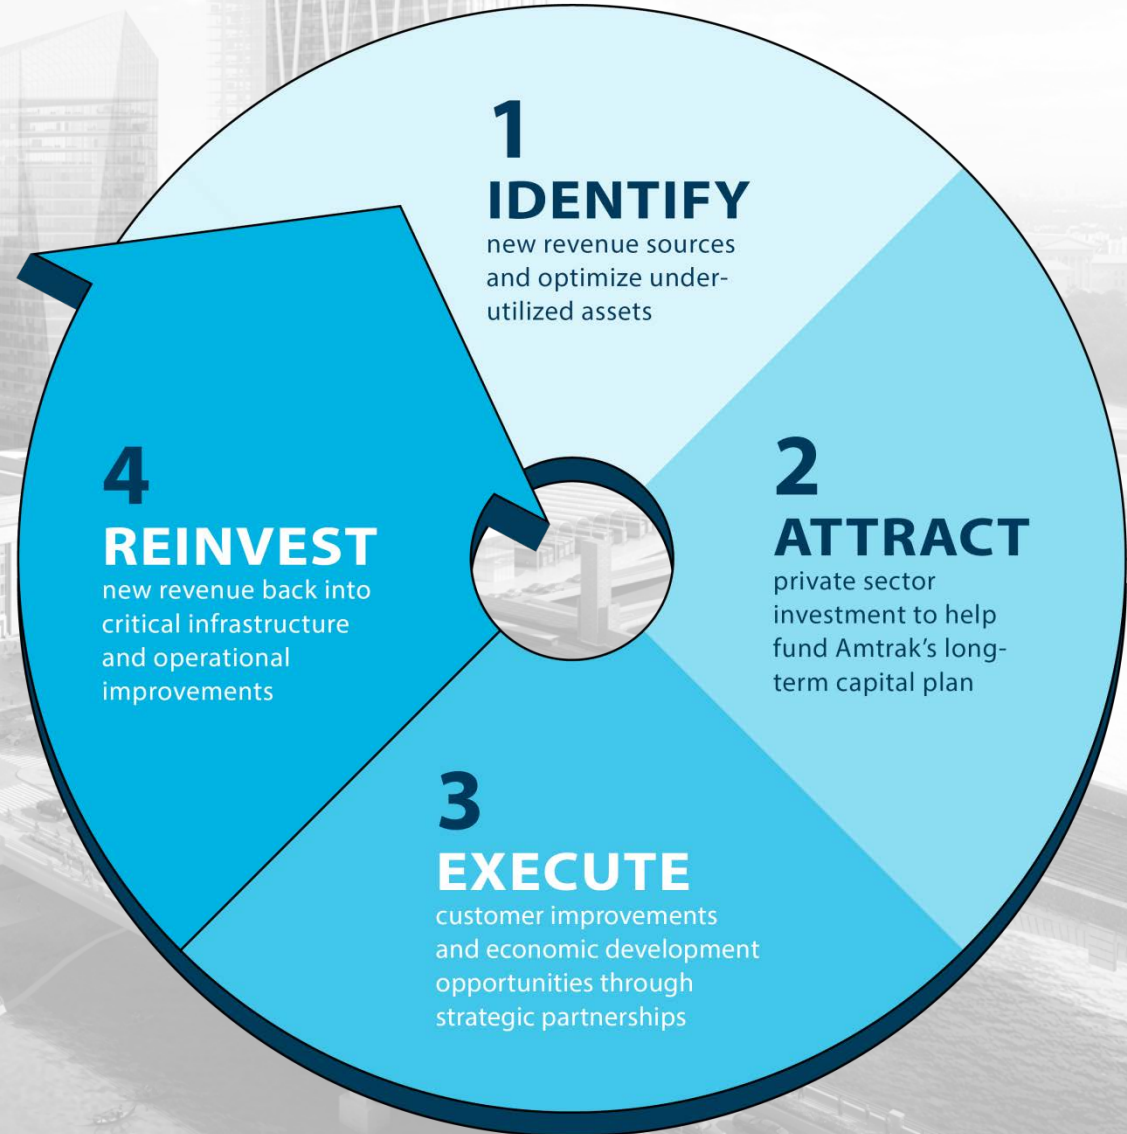 1
IDENTIFY
new revenue sources
and optimize under-
utilized assets
2
ATTRACT
private sector
investment to help
fund Amtrak's long-
term capital plan
3
EXECUTE
customer improvements
and economic development
opportunities through
strategic partnerships
4
REINVEST
new revenue back into
critical infrastructure
and operational
improvements